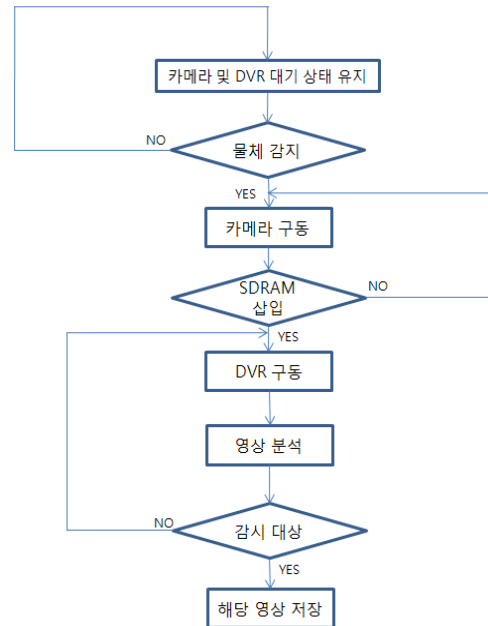 카메라 및 DVR 대기 상태 유지
NO
물체 감지
YES
카메라 구동
SDRAM
삽입
NO
YES
DVR 구동
영상 분석
NO
감시 대상
YES
해당 영상 저장